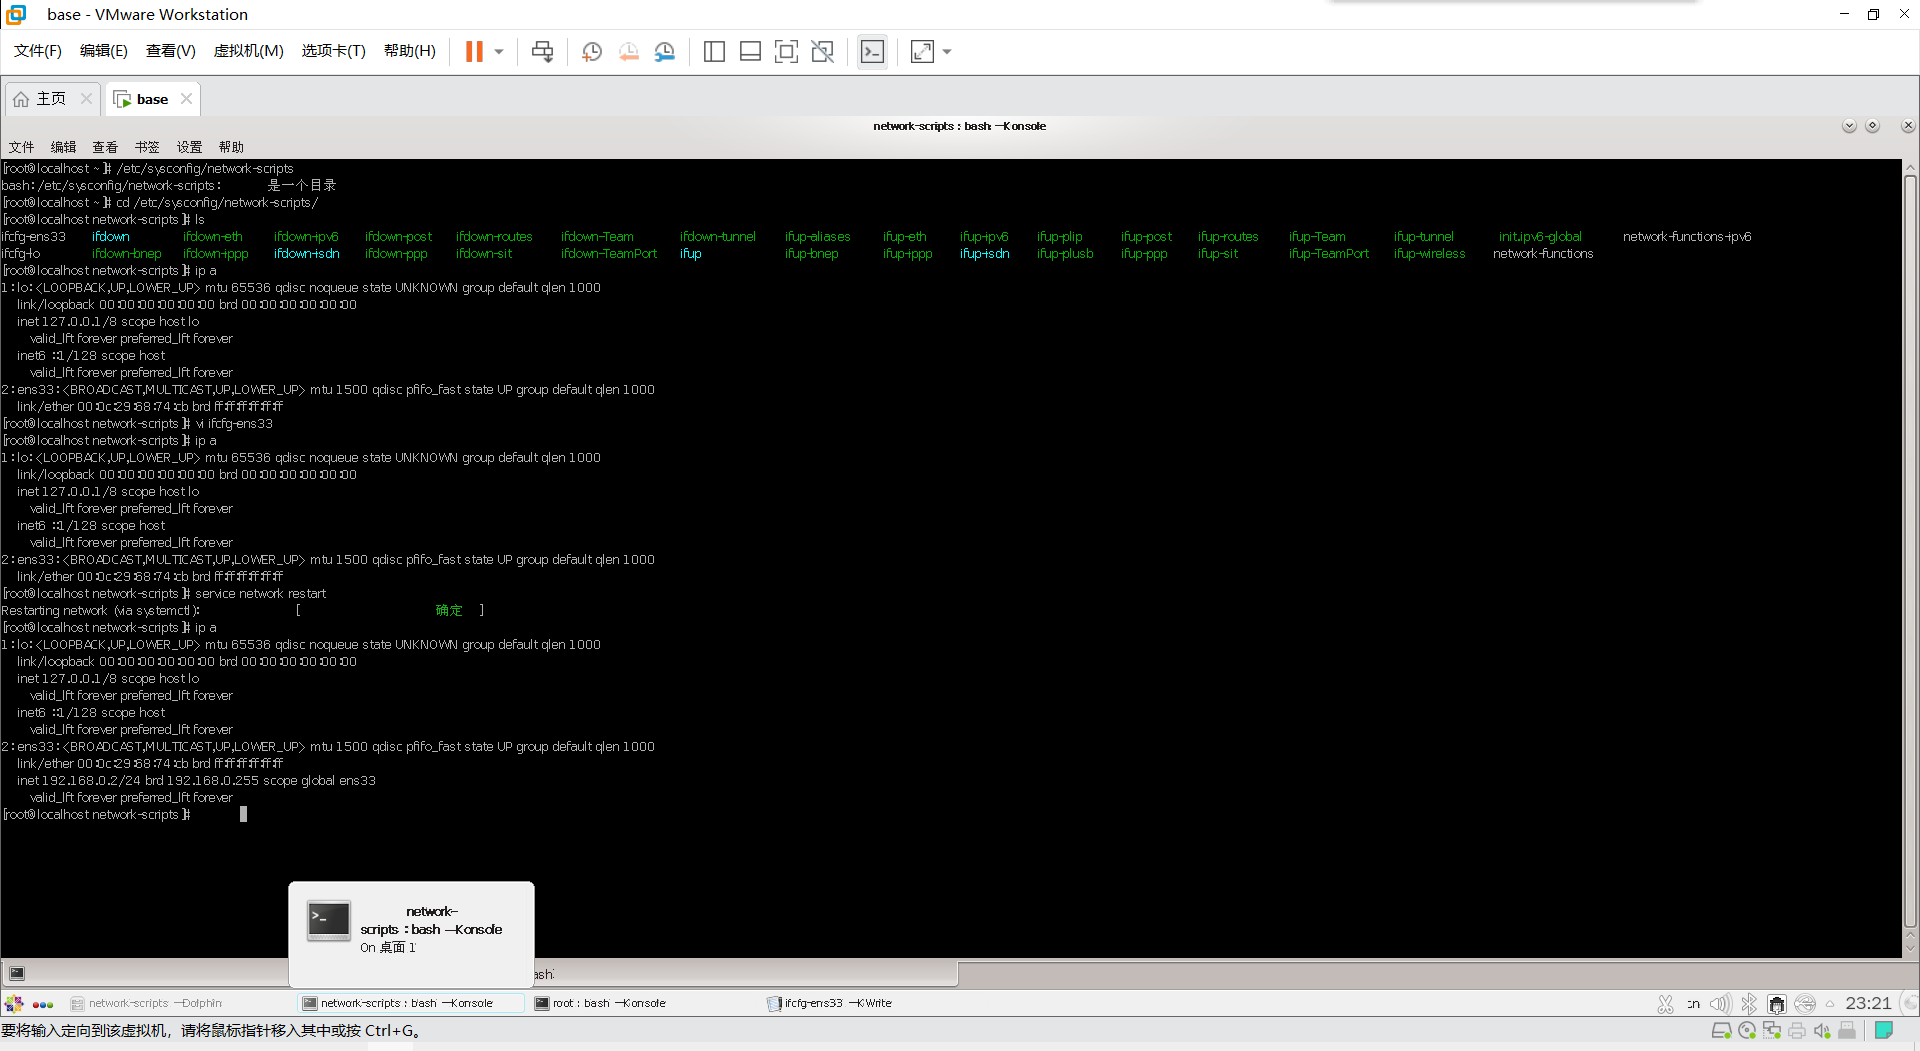 base - VMware Workstation
文件(F) 编辑(E) 查看(V) 虚拟机(M) 选项卡(T) 帮助(H)
主页 base
network-scripts : bash — Konsole
文件 编辑 查看 书签 设置 帮助
[root@localhost ~]# /etc/sysconfig/network-scripts
bash: /etc/sysconfig/network-scripts: 是一个目录
[root@localhost ~]# cd /etc/sysconfig/network-scripts/
[root@localhost network-scripts]# ls
ifcfg-ens33 ifdown ifdown-eth ifdown-ipv6 ifdown-post ifdown-routes ifdown-Team ifdown-tunnel ifup-aliases ifup-eth ifup-ipv6 ifup-plip ifup-post ifup-routes ifup-Team ifup-tunnel init.ipv6-global network-functions-ipv6
ifcfg-lo ifdown-bnep ifdown-ippp ifdown-isdn ifdown-ppp ifdown-sit ifdown-TeamPort ifup ifup-bnep ifup-ippp ifup-isdn ifup-plusb ifup-ppp ifup-sit ifup-TeamPort ifup-wireless network-functions
[root@localhost network-scripts]# ip a
1: lo: <LOOPBACK,UP,LOWER_UP> mtu 65536 qdisc noqueue state UNKNOWN group default qlen 1000
link/loopback 00:00:00:00:00:00 brd 00:00:00:00:00:00
inet 127.0.0.1/8 scope host lo
valid_lft forever preferred_lft forever
inet6 ::1/128 scope host
valid_lft forever preferred_lft forever
2: ens33: <BROADCAST,MULTICAST,UP,LOWER_UP> mtu 1500 qdisc pfifo_fast state UP group default qlen 1000
link/ether 00:0c:29:68:74:cb brd ff:ff:ff:ff:ff:ff
[root@localhost network-scripts]# vi ifcfg-ens33
[root@localhost network-scripts]# ip a
1: lo: <LOOPBACK,UP,LOWER_UP> mtu 65536 qdisc noqueue state UNKNOWN group default qlen 1000
link/loopback 00:00:00:00:00:00 brd 00:00:00:00:00:00
inet 127.0.0.1/8 scope host lo
valid_lft forever preferred_lft forever
inet6 ::1/128 scope host
valid_lft forever preferred_lft forever
2: ens33: <BROADCAST,MULTICAST,UP,LOWER_UP> mtu 1500 qdisc pfifo_fast state UP group default qlen 1000
link/ether 00:0c:29:68:74:cb brd ff:ff:ff:ff:ff:ff
[root@localhost network-scripts]# service network restart
Restarting network (via systemctl): [ 确定 ]
[root@localhost network-scripts]# ip a
1: lo: <LOOPBACK,UP,LOWER_UP> mtu 65536 qdisc noqueue state UNKNOWN group default qlen 1000
link/loopback 00:00:00:00:00:00 brd 00:00:00:00:00:00
inet 127.0.0.1/8 scope host lo
valid_lft forever preferred_lft forever
inet6 ::1/128 scope host
valid_lft forever preferred_lft forever
2: ens33: <BROADCAST,MULTICAST,UP,LOWER_UP> mtu 1500 qdisc pfifo_fast state UP group default qlen 1000
link/ether 00:0c:29:68:74:cb brd ff:ff:ff:ff:ff:ff
inet 192.168.0.2/24 brd 192.168.0.255 scope global ens33
valid_lft forever preferred_lft forever
[root@localhost network-scripts]#
network-
scripts : bash — Konsole
On 桌面 1
ash
network-scripts — Dolphin network-scripts : bash — Konsole root : bash — Konsole ifcfg-ens33 — KWrite 23:21
要将输入定向到该虚拟机，请将鼠标指针移入其中或按 Ctrl+G。